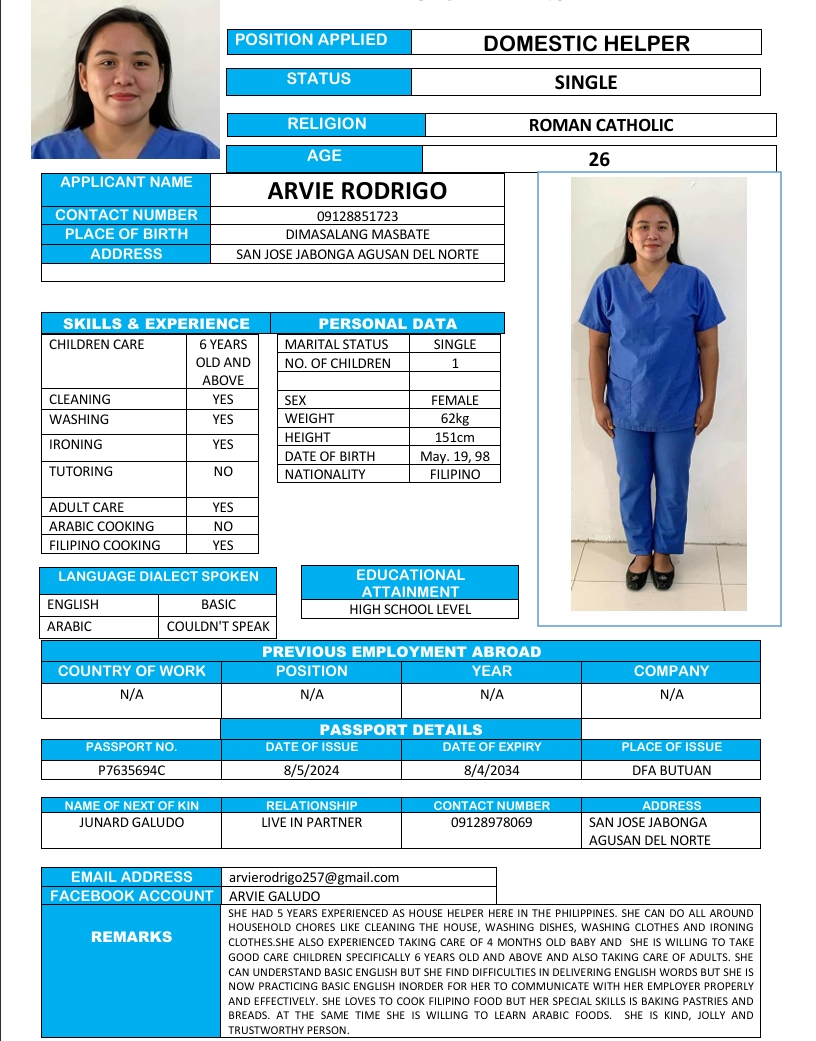 POSITION APPLIED DOMESTIC HELPER
STATUS SINGLE
RELIGION ROMAN CATHOLIC
AGE 26
APPLICANT NAME ARVIE RODRIGO
CONTACT NUMBER 09128851723
PLACE OF BIRTH DIMASALANG MASBATE
ADDRESS SAN JOSE JABONGA AGUSAN DEL NORTE
SKILLS & EXPERIENCE PERSONAL DATA
CHILDREN CARE 6 YEARS
OLD AND
ABOVE
CLEANING YES
WASHING YES
IRONING YES
TUTORING NO
ADULT CARE YES
ARABIC COOKING NO
FILIPINO COOKING YES
MARITAL STATUS SINGLE
NO. OF CHILDREN 1
SEX FEMALE
WEIGHT 62kg
HEIGHT 151cm
DATE OF BIRTH May. 19, 98
NATIONALITY FILIPINO
LANGUAGE DIALECT SPOKEN
ENGLISH BASIC
ARABIC COULDN'T SPEAK
EDUCATIONAL
ATTAINMENT
HIGH SCHOOL LEVEL
PREVIOUS EMPLOYMENT ABROAD
COUNTRY OF WORK POSITION YEAR COMPANY
N/A N/A N/A N/A
PASSPORT DETAILS
PASSPORT NO. DATE OF ISSUE DATE OF EXPIRY PLACE OF ISSUE
P7635694C 8/5/2024 8/4/2034 DFA BUTUAN
NAME OF NEXT OF KIN RELATIONSHIP CONTACT NUMBER ADDRESS
JUNARD GALUDO LIVE IN PARTNER 09128978069 SAN JOSE JABONGA
AGUSAN DEL NORTE
EMAIL ADDRESS arvierodrigo257@gmail.com
FACEBOOK ACCOUNT ARVIE GALUDO
REMARKS
SHE HAD 5 YEARS EXPERIENCED AS HOUSE HELPER HERE IN THE PHILIPPINES. SHE CAN DO ALL AROUND
HOUSEHOLD CHORES LIKE CLEANING THE HOUSE, WASHING DISHES, WASHING CLOTHES AND IRONING
CLOTHES.SHE ALSO EXPERIENCED TAKING CARE OF 4 MONTHS OLD BABY AND SHE IS WILLING TO TAKE
GOOD CARE CHILDREN SPECIFICALLY 6 YEARS OLD AND ABOVE AND ALSO TAKING CARE OF ADULTS. SHE
CAN UNDERSTAND BASIC ENGLISH BUT SHE FIND DIFFICULTIES IN DELIVERING ENGLISH WORDS BUT SHE IS
NOW PRACTICING BASIC ENGLISH INORDER FOR HER TO COMMUNICATE WITH HER EMPLOYER PROPERLY
AND EFFECTIVELY. SHE LOVES TO COOK FILIPINO FOOD BUT HER SPECIAL SKILLS IS BAKING PASTRIES AND
BREADS. AT THE SAME TIME SHE IS WILLING TO LEARN ARABIC FOODS. SHE IS KIND, JOLLY AND
TRUSTWORTHY PERSON.